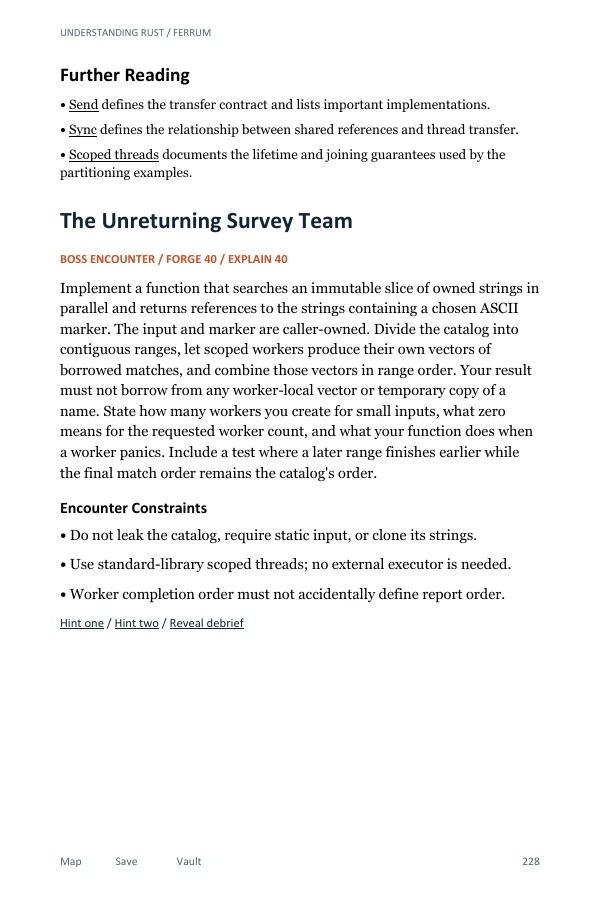 UNDERSTANDING RUST / FERRUM
Further Reading
• Send defines the transfer contract and lists important implementations.
• Sync defines the relationship between shared references and thread transfer.
• Scoped threads documents the lifetime and joining guarantees used by the
partitioning examples.
The Unreturning Survey Team
BOSS ENCOUNTER / FORGE 40 / EXPLAIN 40
Implement a function that searches an immutable slice of owned strings in
parallel and returns references to the strings containing a chosen ASCII
marker. The input and marker are caller-owned. Divide the catalog into
contiguous ranges, let scoped workers produce their own vectors of
borrowed matches, and combine those vectors in range order. Your result
must not borrow from any worker-local vector or temporary copy of a
name. State how many workers you create for small inputs, what zero
means for the requested worker count, and what your function does when
a worker panics. Include a test where a later range finishes earlier while
the final match order remains the catalog's order.
Encounter Constraints
• Do not leak the catalog, require static input, or clone its strings.
• Use standard-library scoped threads; no external executor is needed.
• Worker completion order must not accidentally define report order.
Hint one / Hint two / Reveal debrief
Map Save Vault 228